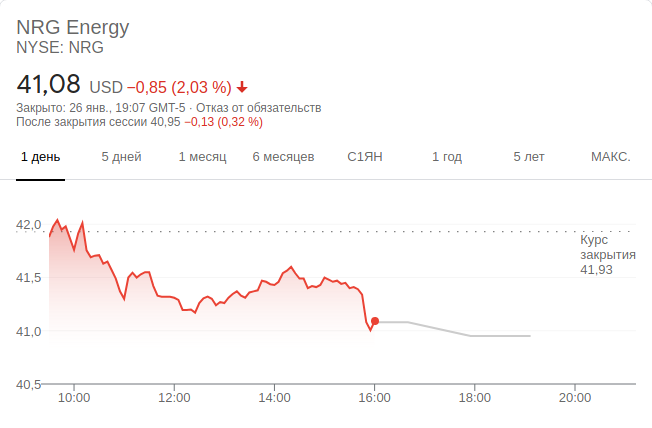 NRG Energy
NYSE: NRG
41,08 USD −0,85 (2,03 %)
Закрыто: 26 янв., 19:07 GMT-5 · Отказ от обязательств
После закрытия сессии 40,95 −0,13 (0,32 %)
1 день 5 дней 1 месяц 6 месяцев С1ЯН 1 год 5 лет МАКС.
42,0
Курс
закрытия
41,93
41,5
41,0
40,5
10:00 12:00 14:00 16:00 18:00 20:00